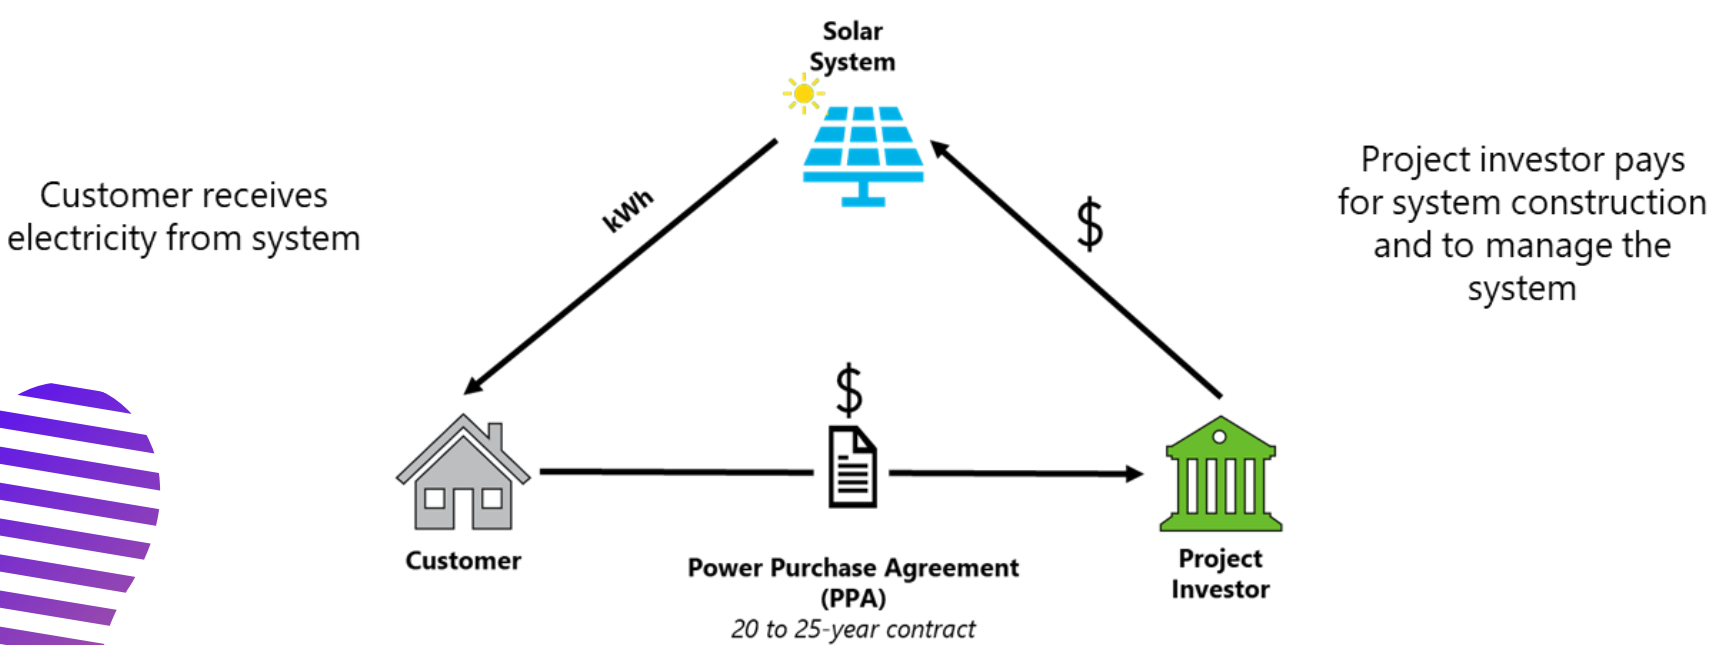 Solar
System
Customer receives
electricity from system
kWh
$
Project investor pays
for system construction
and to manage the
system
$
Customer
Power Purchase Agreement
(PPA)
20 to 25-year contract
Project
Investor